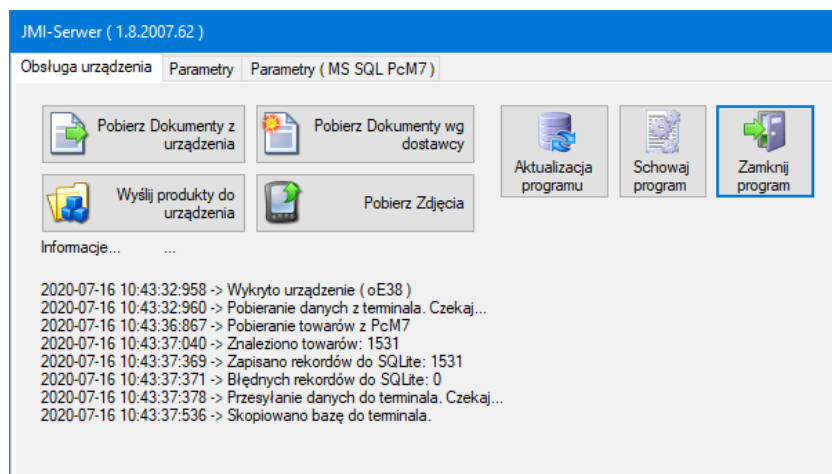 JMI-Serwer ( 1.8.2007.62 )
Obsługa urządzenia Parametry Parametry ( MS SQL PcM7 )
Pobierz Dokumenty z
urządzenia
Pobierz Dokumenty wg
dostawcy
Aktualizacja
programu
Schowaj
program
Zamknij
program
Wyślij produkty do
urządzenia
Pobierz Zdjęcia
Informacje... ...
2020-07-16 10:43:32:958 -> Wykryto urządzenie ( oE38 )
2020-07-16 10:43:32:960 -> Pobieranie danych z terminala. Czekaj...
2020-07-16 10:43:36:867 -> Pobieranie towarów z PcM7
2020-07-16 10:43:37:040 -> Znaleziono towarów: 1531
2020-07-16 10:43:37:369 -> Zapisano rekordów do SQLite: 1531
2020-07-16 10:43:37:371 -> Błędnych rekordów do SQLite: 0
2020-07-16 10:43:37:378 -> Przesyłanie danych do terminala. Czekaj...
2020-07-16 10:43:37:536 -> Skopiowano bazę do terminala.